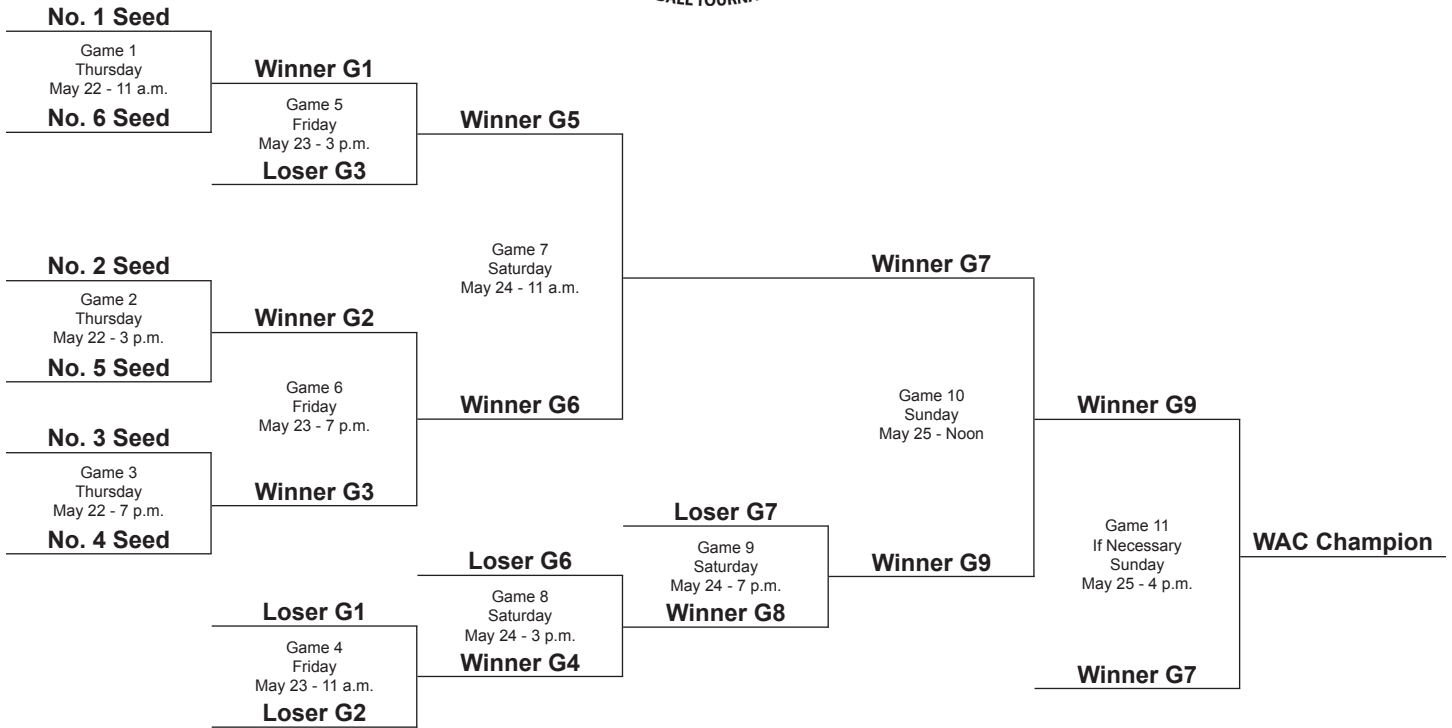 No. 1 Seed
Game 1
Thursday
May 22 - 11 a.m.
No. 6 Seed
Winner G1
Game 5
Friday
May 23 - 3 p.m.
Loser G3
Winner G5
No. 2 Seed
Game 2
Thursday
May 22 - 3 p.m.
No. 5 Seed
Winner G2
Game 6
Friday
May 23 - 7 p.m.
Winner G3
No. 3 Seed
Game 3
Thursday
May 22 - 7 p.m.
No. 4 Seed
Game 7
Saturday
May 24 - 11 a.m.
Winner G6
Winner G7
Game 10
Sunday
May 25 - Noon
Winner G9
Loser G7
Game 9
Saturday
May 24 - 7 p.m.
Winner G8
Loser G6
Game 8
Saturday
May 24 - 3 p.m.
Winner G4
Loser G1
Game 4
Friday
May 23 - 11 a.m.
Loser G2
Winner G9
Game 11
If Necessary
Sunday
May 25 - 4 p.m.
Winner G7
WAC Champion